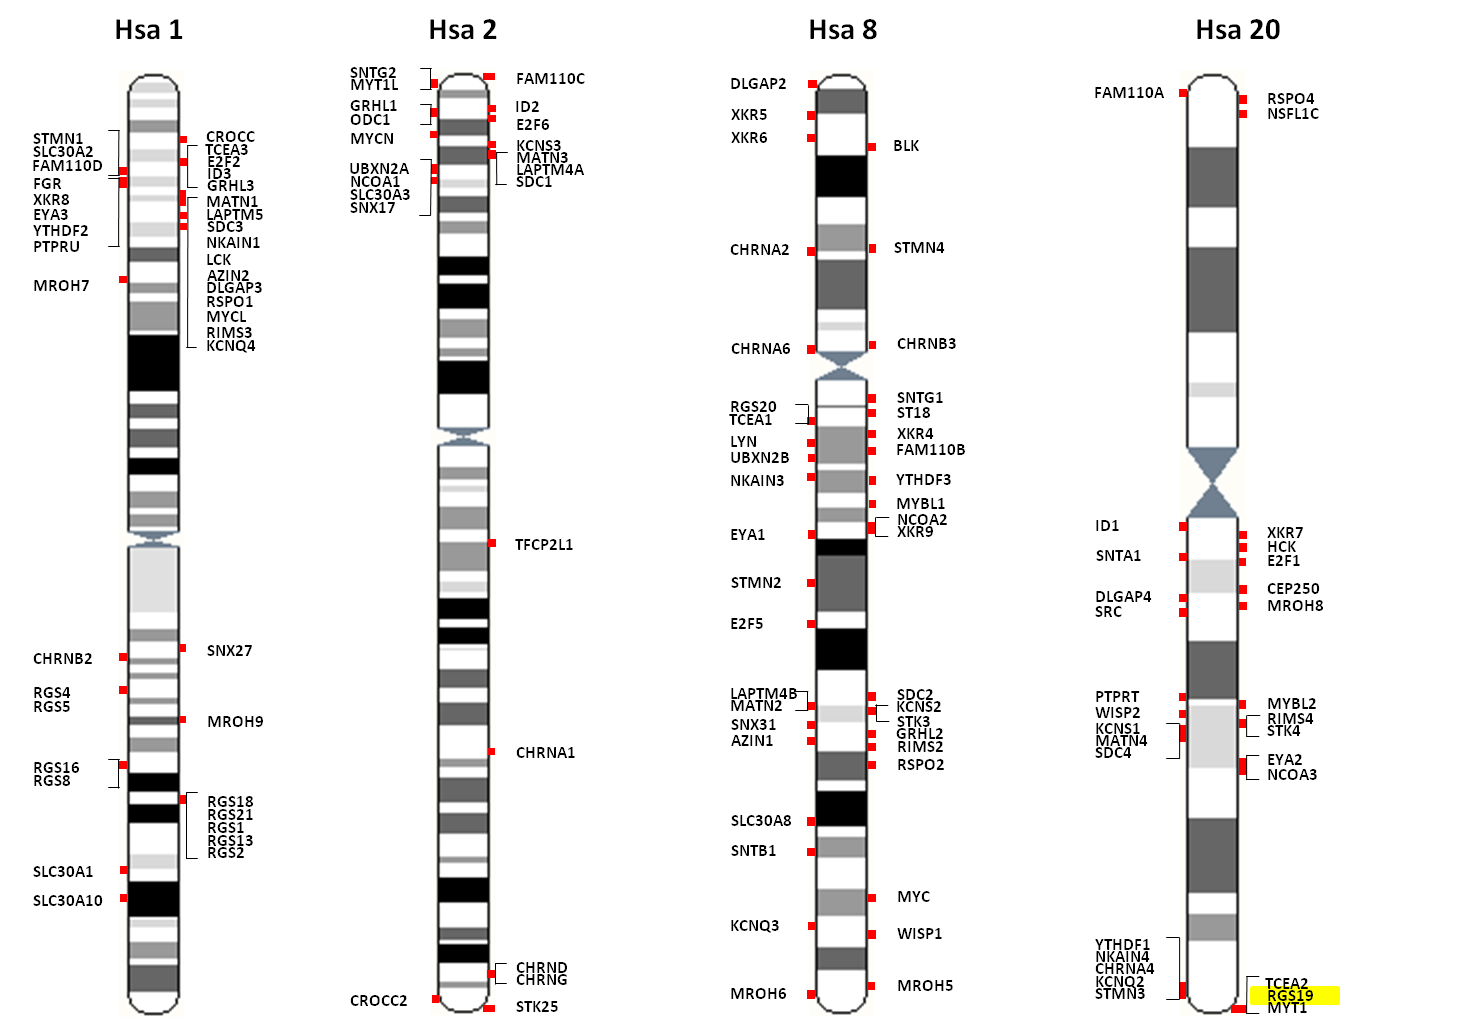 Hsa 1
STMN1
SLC30A2
FAM110D
FGR
XKR8
EYA3
YTHDF2
PTPRU
MROH7
CHRNB2
RGS4
RGS5
RGS16
RGS8
SLC30A1
SLC30A10
CROCC
TCEA3
E2F2
ID3
GRHL3
MATN1
LAPTM5
SDC3
NKAIN1
LCK
AZIN2
DLGAP3
RSPO1
MYCL
RIMS3
KCNQ4
SNX27
MROH9
RGS18
RGS21
RGS1
RGS13
RGS2
Hsa 2
SNTG2
MYT1L
GRHL1
ODC1
MYCN
UBXN2A
NCOA1
SLC30A3
SNX17
CROCC2
FAM110C
ID2
E2F6
KCNS3
MATN3
LAPTM4A
SDC1
TFCP2L1
CHRNA1
CHRND
CHRNG
STK25
Hsa 8
DLGAP2
XKR5
XKR6
CHRNA2
CHRNA6
RGS20
TCEA1
LYN
UBXN2B
NKAIN3
EYA1
STMN2
E2F5
LAPTM4B
MATN2
SNX31
AZIN1
SLC30A8
SNTB1
KCNQ3
MROH6
BLK
STMN4
CHRNB3
SNTG1
ST18
XKR4
FAM110B
YTHDF3
MYBL1
NCOA2
XKR9
SDC2
KCNS2
STK3
GRHL2
RIMS2
RSPO2
MYC
WISP1
MROH5
Hsa 20
FAM110A
ID1
SNTA1
DLGAP4
SRC
PTPRT
WISP2
KCNS1
MATN4
SDC4
YTHDF1
NKAIN4
CHRNA4
KCNQ2
STMN3
RSPO4
NSFL1C
XKR7
HCK
E2F1
CEP250
MROH8
MYBL2
RIMS4
STK4
EYA2
NCOA3
TCEA2
RGS19
MYT1